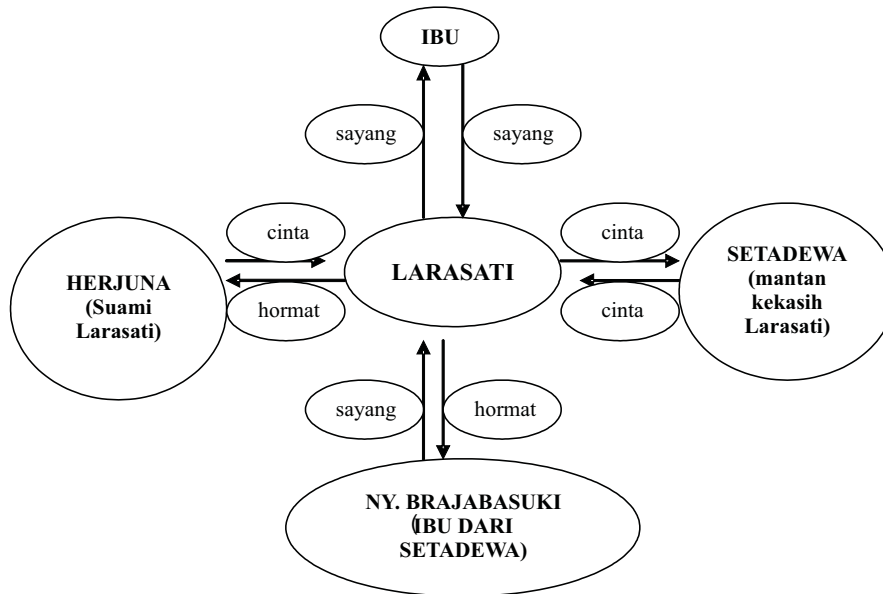 IBU
sayang
sayang
cinta
cinta
HERJUNA
(Suami
Larasati)
LARASATI
SETADEWA
(mantan
kekasih
Larasati)
hormat
cinta
sayang
hormat
NY. BRAJABASUKI
(IBU DARI
SETADEWA)